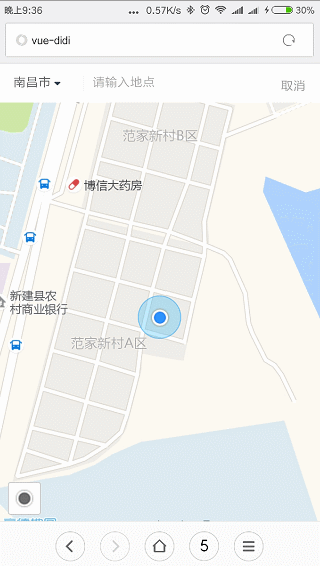 晚上9:36
... 0.57K/s 30%
vue-didi
南昌市 请输入地点 取消
范家新村B区
博信大药房
新建县农
村商业银行
范家新村A区
5